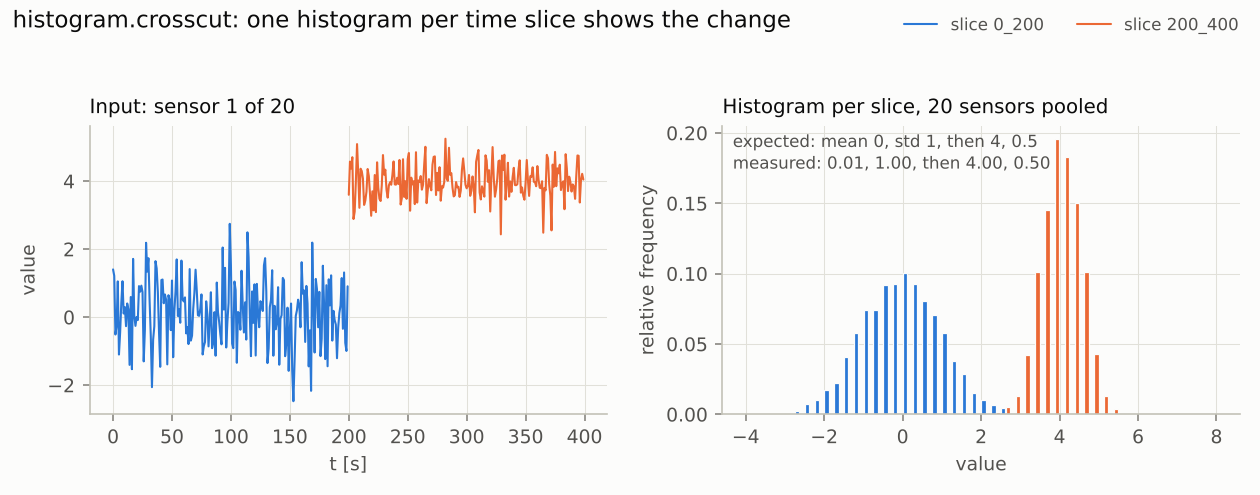 histogram.crosscut: one histogram per time slice shows the change
slice 0_200
slice 200_400
Input: sensor 1 of 20
value
4
2
0
−2
0 50 100 150 200 250 300 350 400
t [s]
Histogram per slice, 20 sensors pooled
expected: mean 0, std 1, then 4, 0.5
measured: 0.01, 1.00, then 4.00, 0.50
relative frequency
0.20
0.15
0.10
0.05
0.00
−4 −2 0 2 4 6 8
value